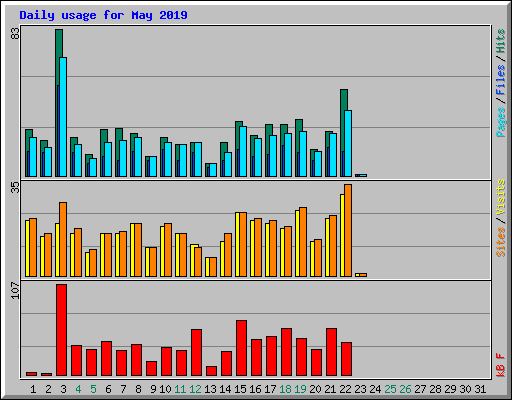 Daily usage for May 2019
83
Pages / Files / Hits
35
Sites / Visits
107
kB F
1 2 3 4 5 6 7 8 9 10 11 12 13 14 15 16 17 18 19 20 21 22 23 24 25 26 27 28 29 30 31